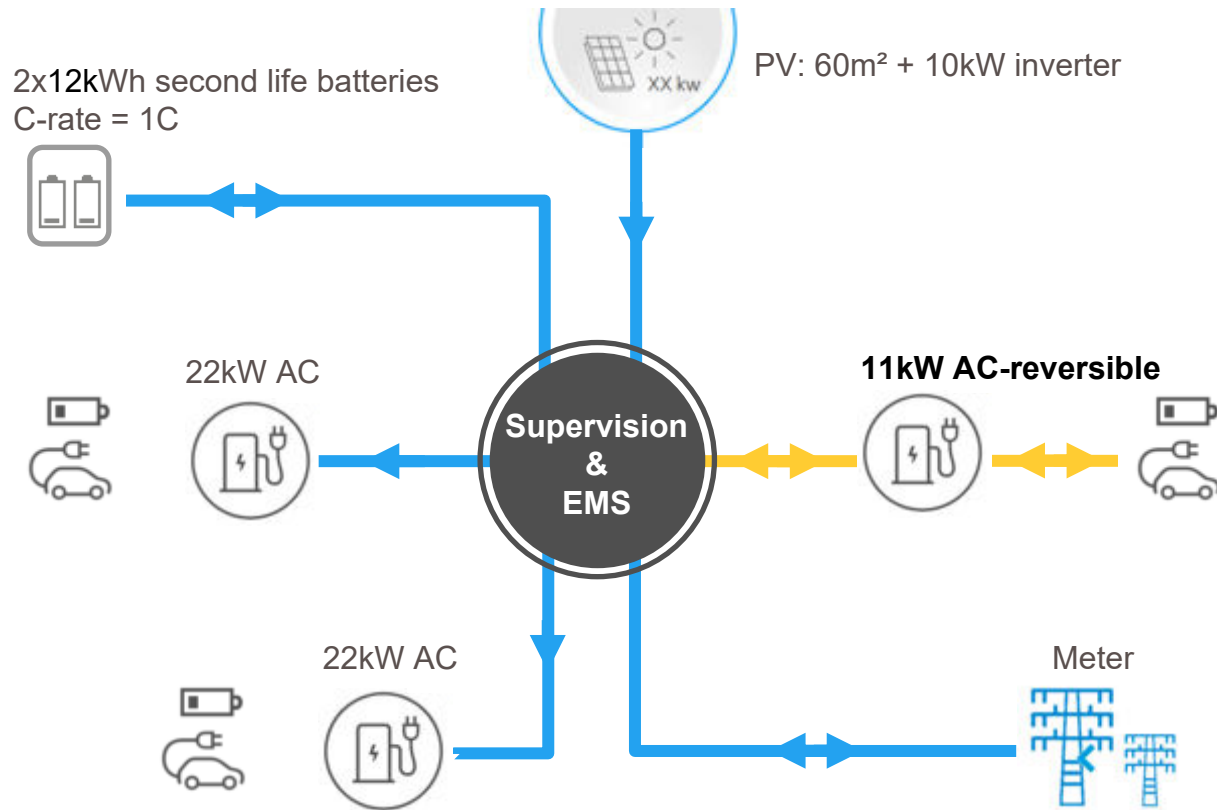 2x12kWh second life batteries
C-rate = 1C
XX kw
PV: 60m² + 10kW inverter
22kW AC
11kW AC-reversible
Supervision
&
EMS
22kW AC
Meter